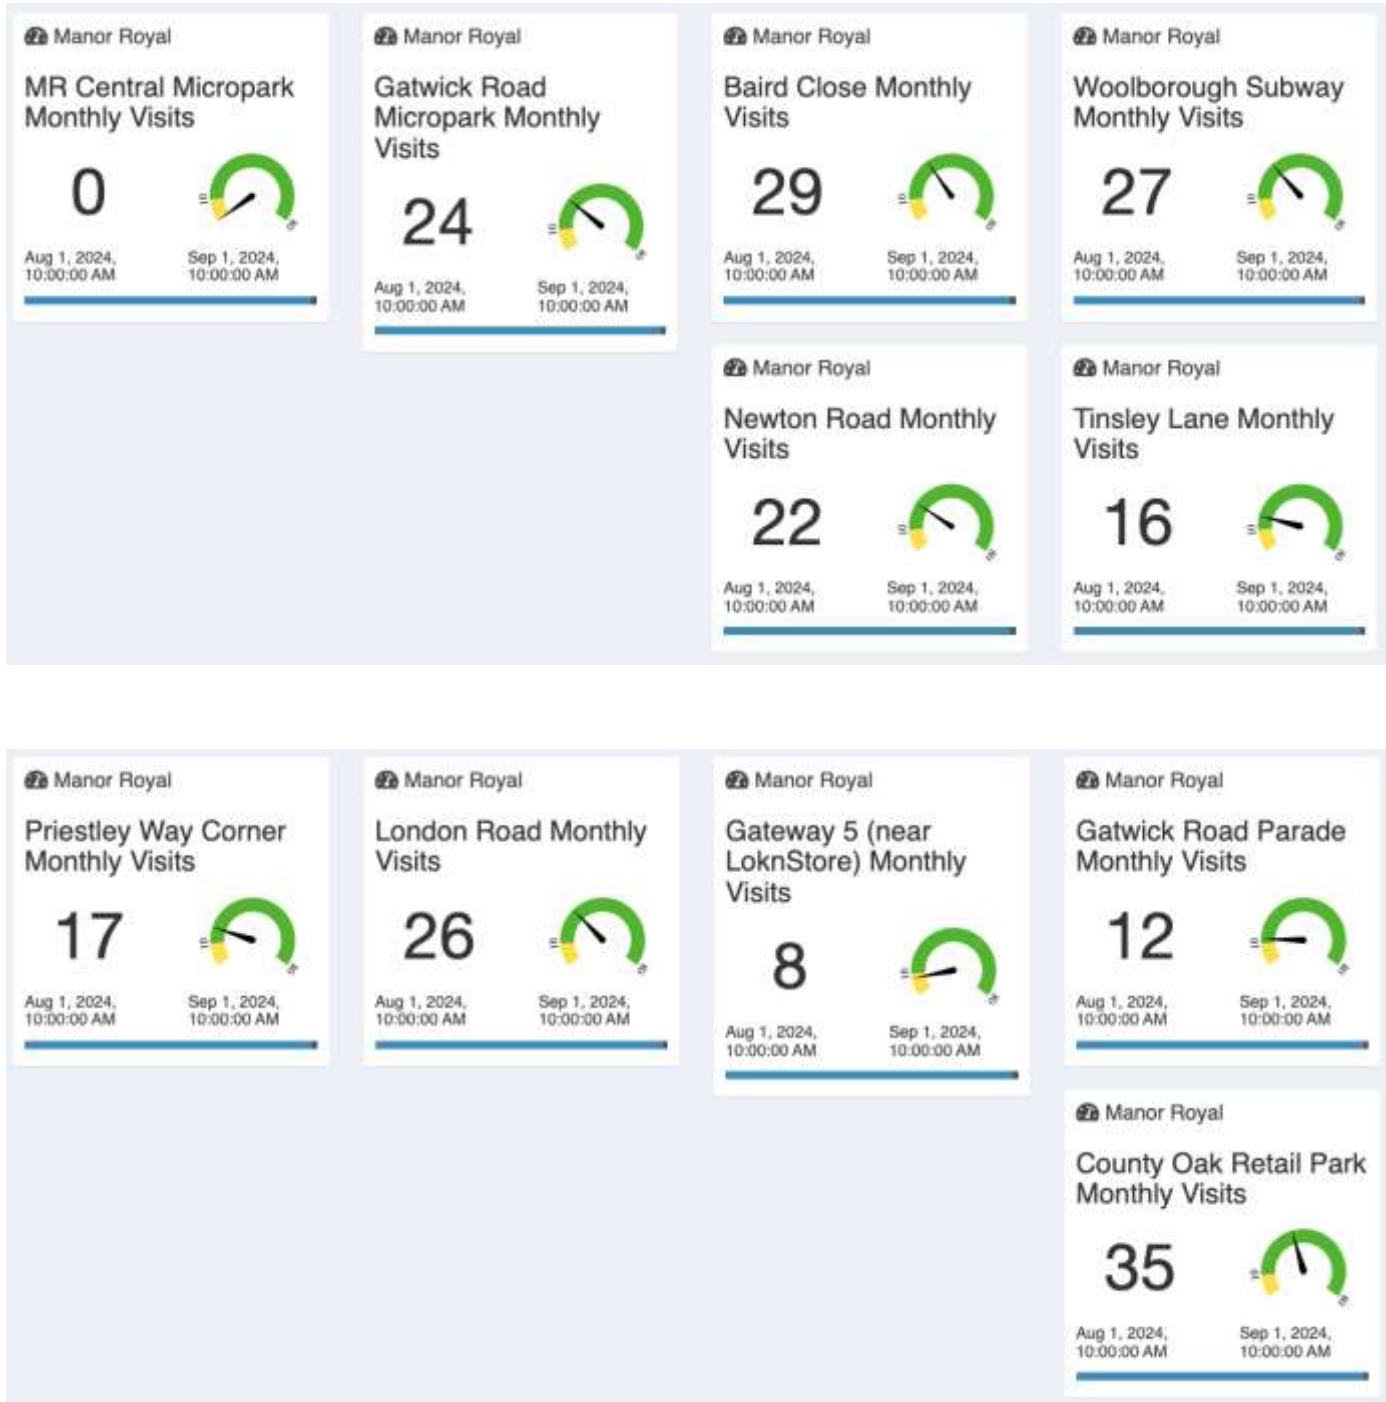 Manor Royal
MR Central Micropark
Monthly Visits
0
10
Aug 1, 2024,
10:00:00 AM
Sep 1, 2024,
10:00:00 AM
Manor Royal
Gatwick Road
Micropark Monthly
Visits
24
10
Aug 1, 2024,
10:00:00 AM
Sep 1, 2024,
10:00:00 AM
Manor Royal
Baird Close Monthly
Visits
29
10
Aug 1, 2024,
10:00:00 AM
Sep 1, 2024,
10:00:00 AM
Manor Royal
Woolborough Subway
Monthly Visits
27
10
Aug 1, 2024,
10:00:00 AM
Sep 1, 2024,
10:00:00 AM
Manor Royal
Newton Road Monthly
Visits
22
10
Aug 1, 2024,
10:00:00 AM
Sep 1, 2024,
10:00:00 AM
Manor Royal
Tinsley Lane Monthly
Visits
16
10
Aug 1, 2024,
10:00:00 AM
Sep 1, 2024,
10:00:00 AM
Manor Royal
Priestley Way Corner
Monthly Visits
17
10
Aug 1, 2024,
10:00:00 AM
Sep 1, 2024,
10:00:00 AM
Manor Royal
London Road Monthly
Visits
26
10
Aug 1, 2024,
10:00:00 AM
Sep 1, 2024,
10:00:00 AM
Manor Royal
Gateway 5 (near
LoknStore) Monthly
Visits
8
10
Aug 1, 2024,
10:00:00 AM
Sep 1, 2024,
10:00:00 AM
Manor Royal
Gatwick Road Parade
Monthly Visits
12
10
Aug 1, 2024,
10:00:00 AM
Sep 1, 2024,
10:00:00 AM
Manor Royal
County Oak Retail Park
Monthly Visits
35
10
Aug 1, 2024,
10:00:00 AM
Sep 1, 2024,
10:00:00 AM